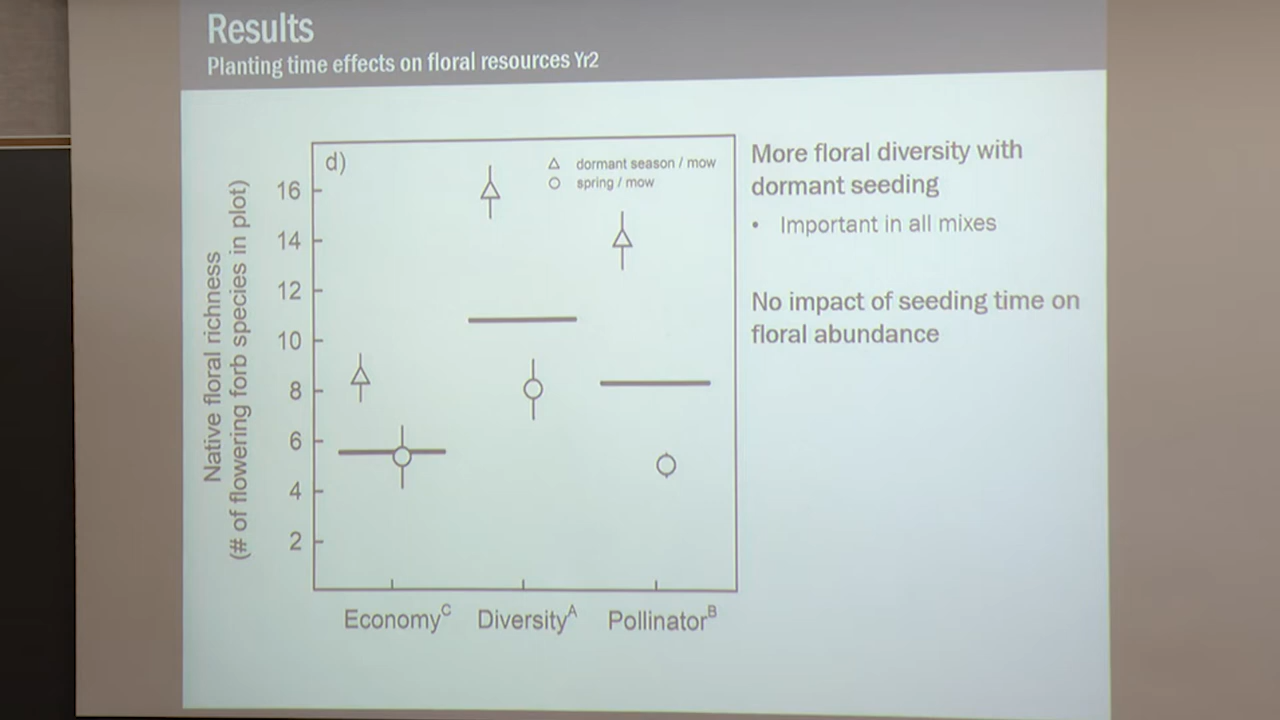 Results
Planting time effects on floral resources Yr2
d)
dormant season / mow
spring / mow
Native floral richness
(# of flowering forb species in plot)
16
14
12
10
8
6
4
2
Economy^C
Diversity^A
Pollinator^B
More floral diversity with
dormant seeding
• Important in all mixes
No impact of seeding time on
floral abundance